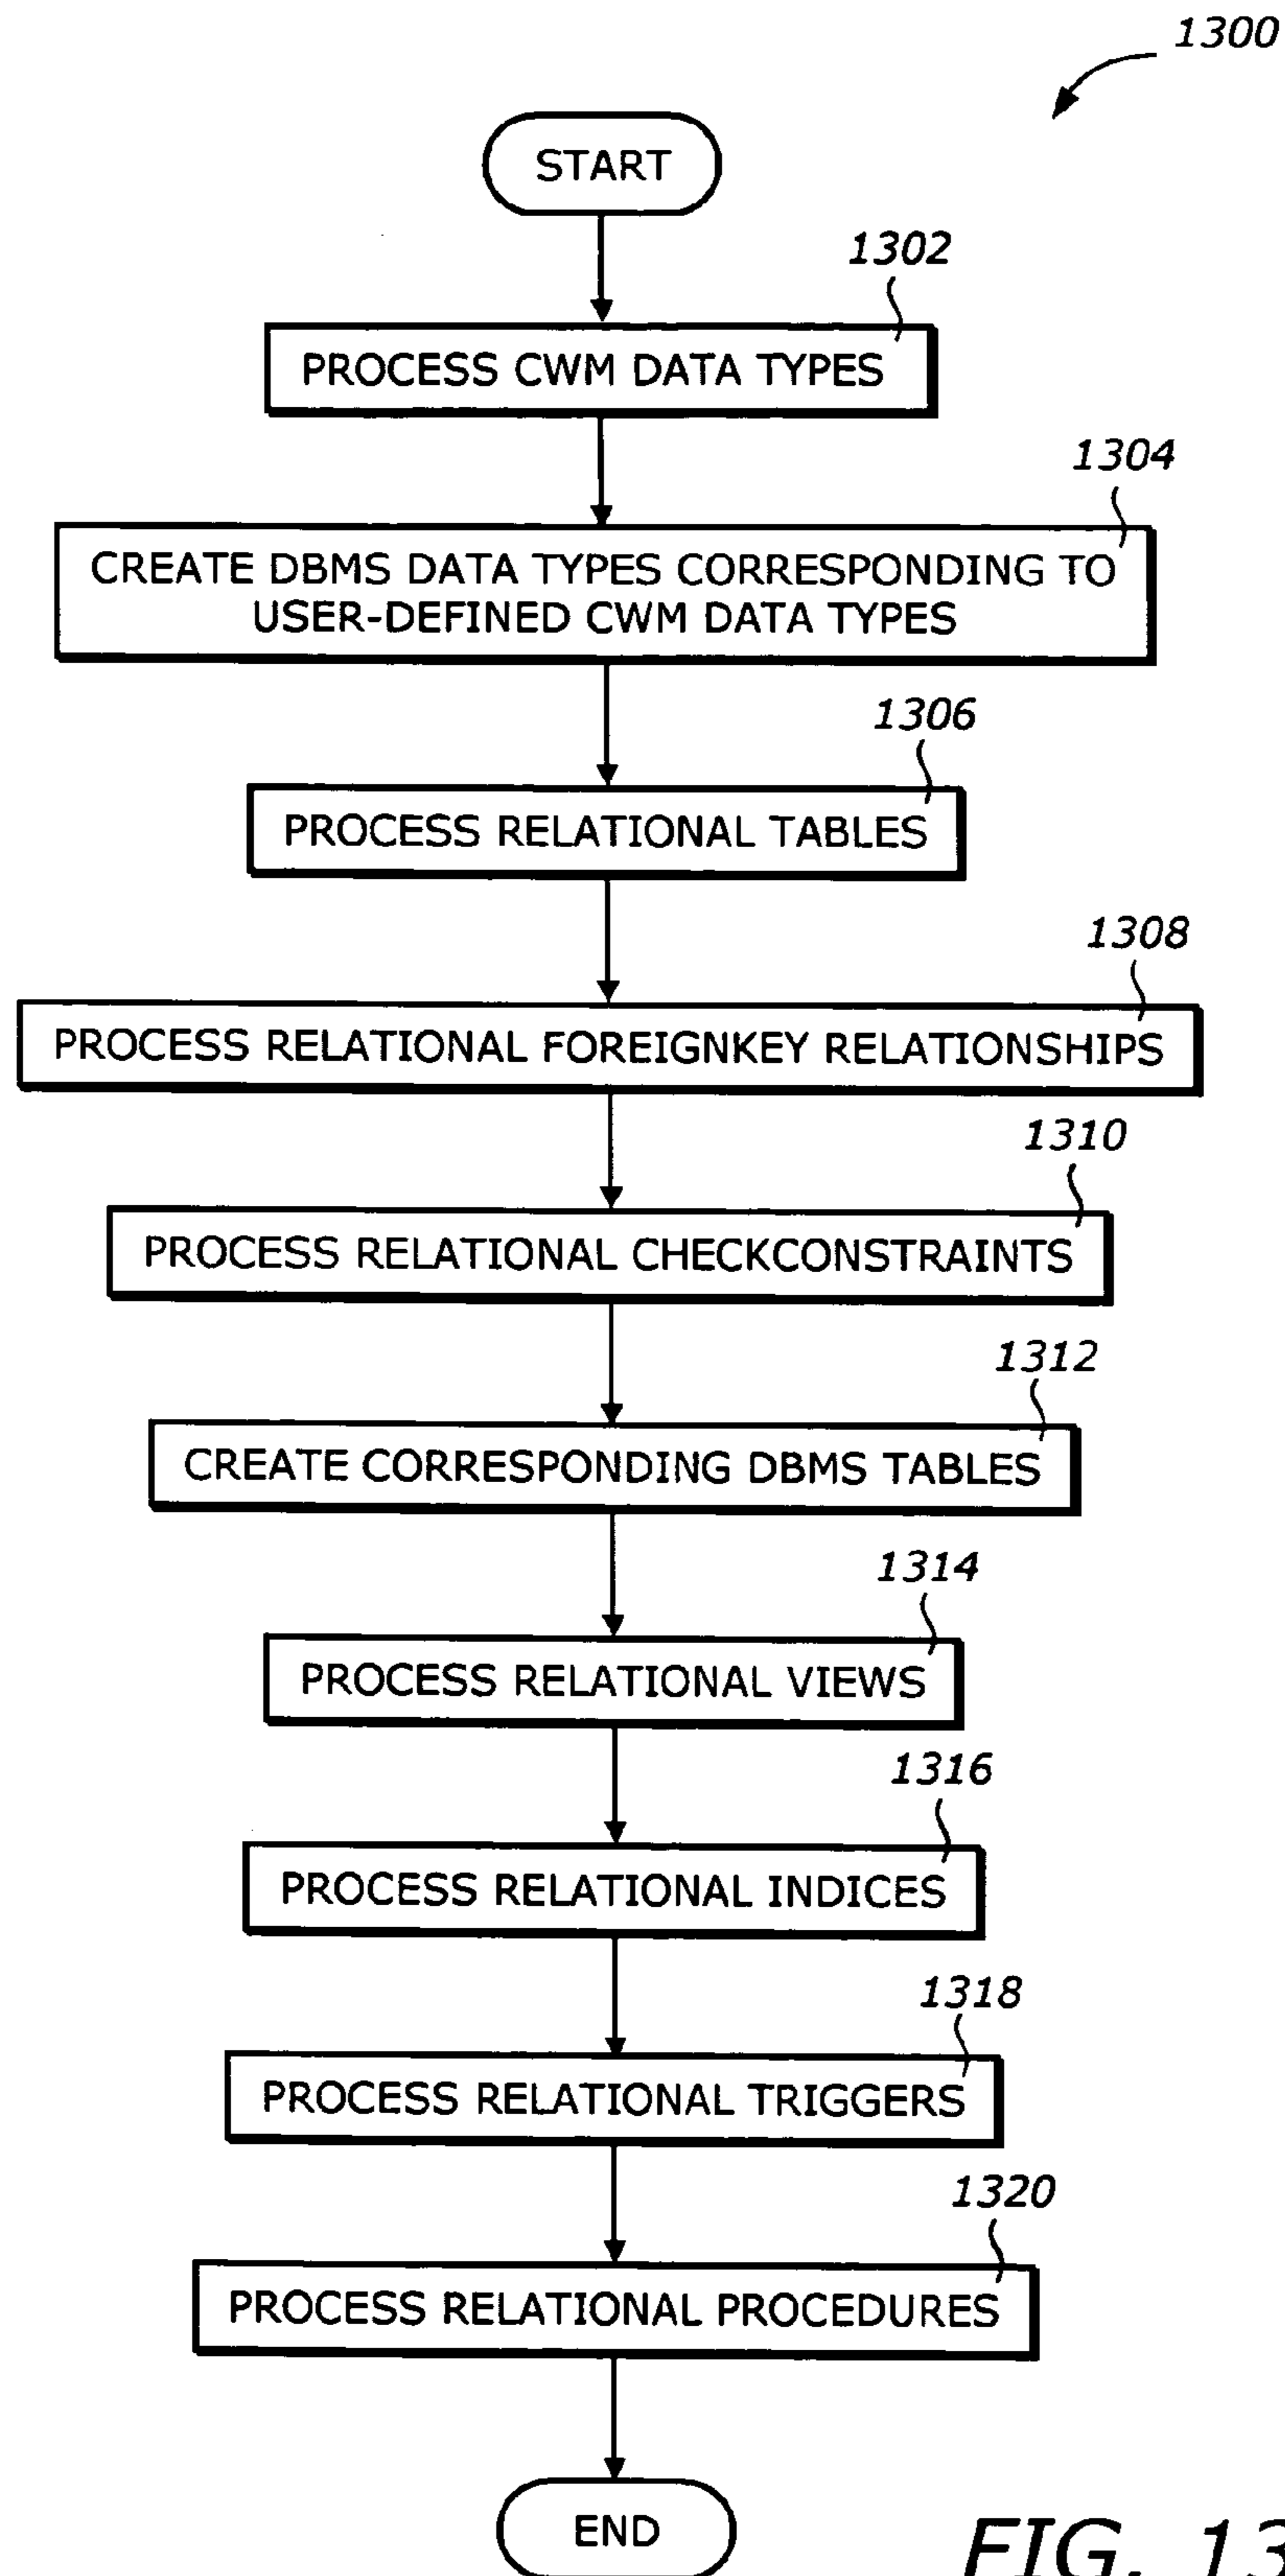 1300
START
1302
PROCESS CWM DATA TYPES
1304
CREATE DBMS DATA TYPES CORRESPONDING TO
USER-DEFINED CWM DATA TYPES
1306
PROCESS RELATIONAL TABLES
1308
PROCESS RELATIONAL FOREIGNKEY RELATIONSHIPS
1310
PROCESS RELATIONAL CHECKCONSTRAINTS
1312
CREATE CORRESPONDING DBMS TABLES
1314
PROCESS RELATIONAL VIEWS
1316
PROCESS RELATIONAL INDICES
1318
PROCESS RELATIONAL TRIGGERS
1320
PROCESS RELATIONAL PROCEDURES
END
FIG. 13